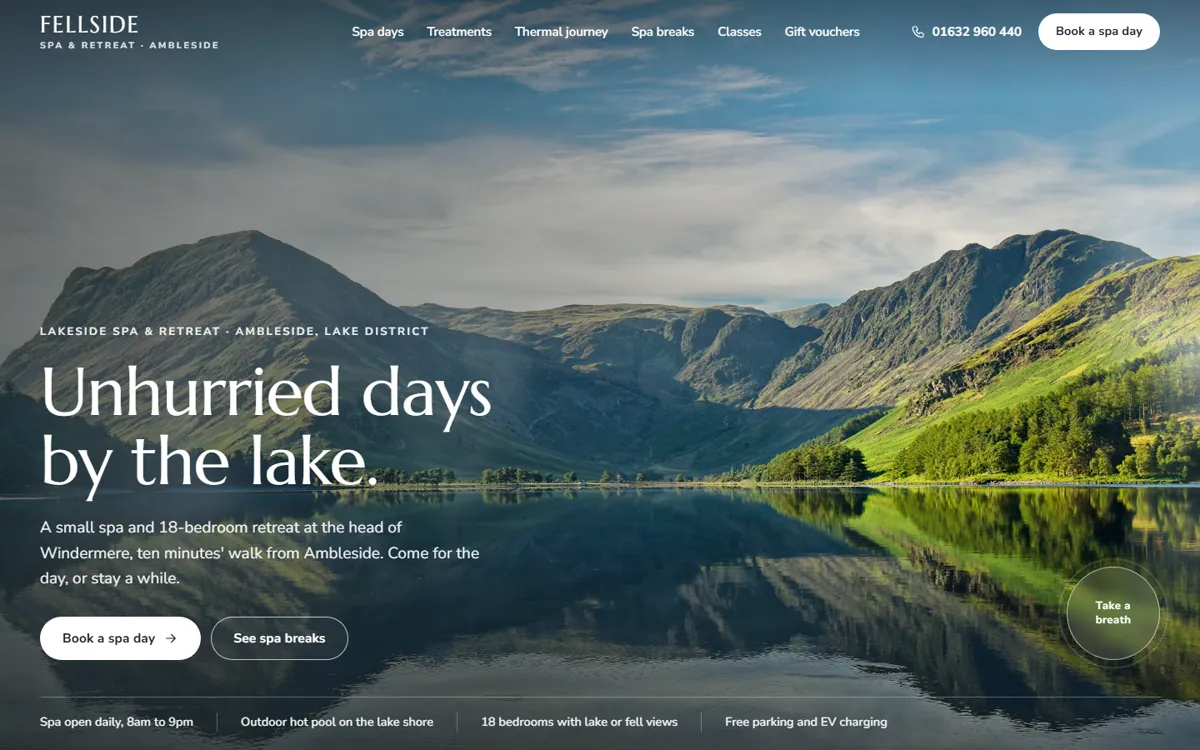 FELLSIDE
SPA & RETREAT · AMBLESIDE
Spa days
Treatments
Thermal journey
Spa breaks
Classes
Gift vouchers
01632 960 440
Book a spa day
LAKESIDE SPA & RETREAT · AMBLESIDE, LAKE DISTRICT
Unhurried days
by the lake.
A small spa and 18-bedroom retreat at the head of
Windermere, ten minutes' walk from Ambleside. Come for the
day, or stay a while.
Book a spa day
See spa breaks
Take a
breath
Spa open daily, 8am to 9pm
Outdoor hot pool on the lake shore
18 bedrooms with lake or fell views
Free parking and EV charging